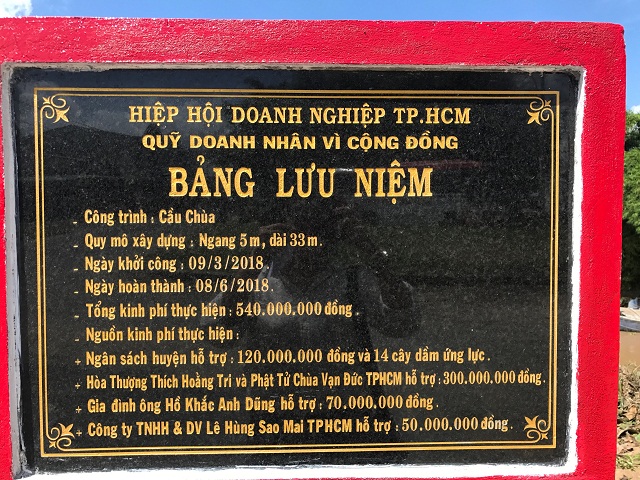 HIỆP HỘI DOANH NGHIỆP TP.HCM
QUỸ DOANH NHÂN VÌ CỘNG ĐỒNG
BẢNG LƯU NIỆM
- Công trình : Cầu Chùa
- Quy mô xây dựng : Ngang 5m, dài 33m.
- Ngày khởi công : 09/3/2018.
- Ngày hoàn thành : 08/6/2018.
- Tổng kinh phí thực hiện : 540.000.000 đồng.
- Nguồn kinh phí thực hiện :
+ Ngân sách huyện hỗ trợ : 120.000.000 đồng và 14 cây dầm ứng lực.
+ Hòa Thượng Thích Hoằng Tri và Phật Tử Chùa Vạn Đức TPHCM hỗ trợ : 300.000.000 đồng.
+ Gia đình ông Hồ Khắc Anh Dũng hỗ trợ : 70.000.000 đồng.
+ Công ty TNHH & DV Lê Hùng Sao Mai TPHCM hỗ trợ : 50.000.000 đồng.